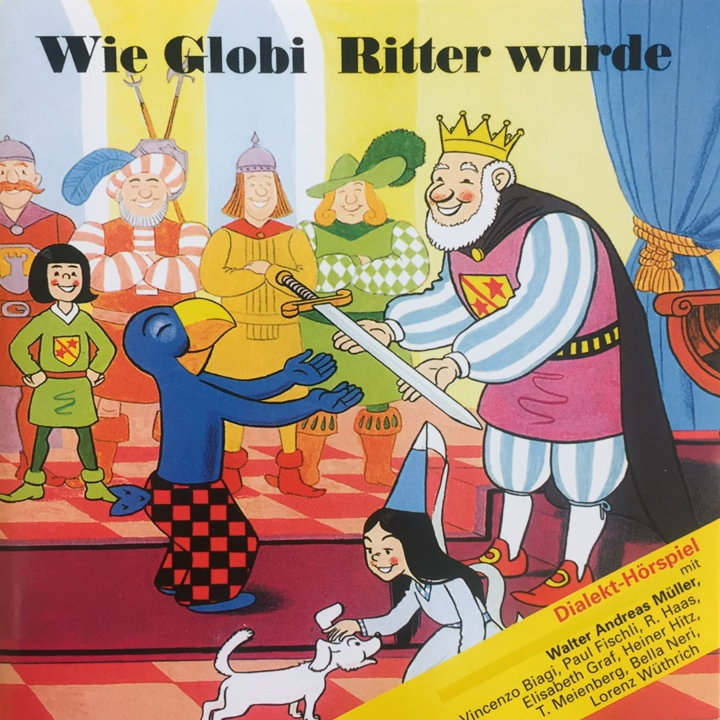 Wie Globi Ritter wurde
Dialekt-Hörspiel
mit
Walter Andreas Müller,
Vincenzo Biagi, Paul Fischli, R. Haas,
Elisabeth Graf, Heiner Hitz,
T. Meienberg, Bella Neri,
Lorenz Wüthrich